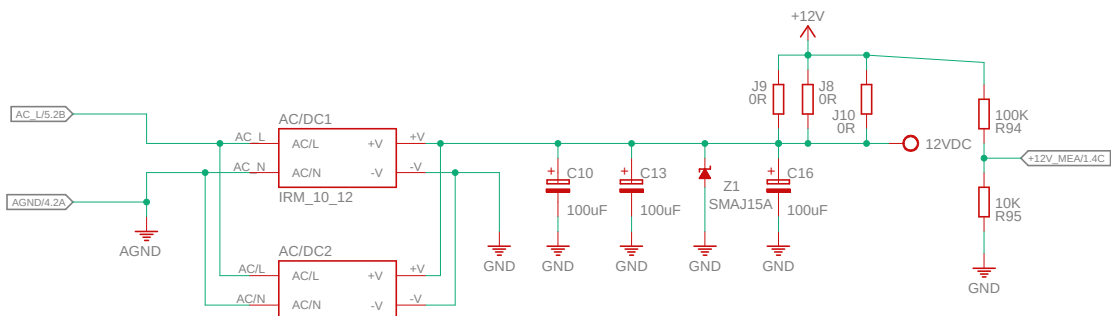 +12V
J9
0R
J8
0R
J10
0R
100K
R94
AC_L/5.2B
AC/DC1
AC_L
AC/L
+V
+V
12VDC
+12V_MEA/1.4C
AC_N
AC/N
-V
-V
IRM_10_12
C10
100uF
C13
100uF
Z1
SMAJ15A
C16
100uF
10K
R95
AGND/4.2A
AGND
GND
GND
GND
GND
GND
GND
AC/DC2
AC/L
AC/L
+V
+V
AC/N
AC/N
-V
-V
+
+
+